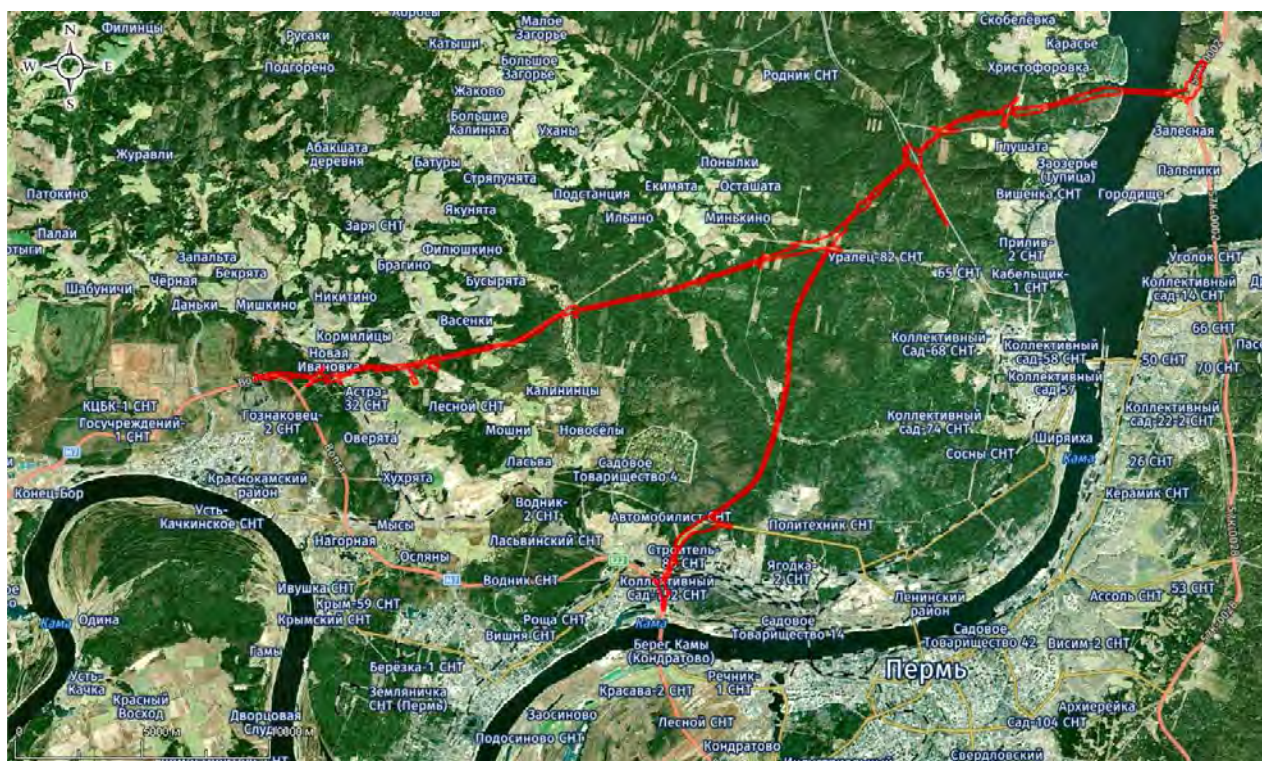 Филинцы
Абросы
Малое
Загорье
Скобелёвка
N
Русаки
Катыши
Карасье
W
E
Подгорено
Большое
Загорье
Родник СНТ
Христофоровка
S
Жаково
Большие
Калинята
Уханы
Залесная
Журавли
Абакшата
деревня
Батуры
Понылки
Глушата
Заозерье
(Тупица)
Пальники
Стряпунята
Подстанция
Екимята
Осташата
Вишенка СНТ
Городище
Патокино
Якунята
Ильино
Минькино
Заря СНТ
Палаи
Филюшкино
Прилив-
2 СНТ
Запальта
Уралец-82 СНТ
Уголок СНТ
Бекрята
Брагино
65 СНТ
Кабельщик-
1 СНТ
Чёрная
Бусырята
Коллективный
сад-14 СНТ
Шабуничи
Никитино
Даньки
Мишкино
Васенки
66 СНТ
Кормилицы
Коллективный
Сад-68 СНТ
Коллективный
сад-58 СНТ
50 СНТ
Новая
Ивановка
70 СНТ
Коллективный
сад-57
Астра-
32 СНТ
Лесной СНТ
Калининцы
КЦБК-1 СНТ
Гознаковец-
2 СНТ
Коллективный
сад-74 СНТ
Коллективный
сад-22-2 СНТ
Госучреждений-
1 СНТ
Оверята
Мошни
Новосёлы
Ширяиха
Кама
Сосны СНТ
26 СНТ
Ласьва
Садовое
Товарищество 4
Краснокамский
район
Хухрята
Конец-Бор
Керамик СНТ
Усть-
Качкинское СНТ
Водник-
2 СНТ
Автомобилист СНТ
Мысы
Политехник СНТ
Нагорная
Ласьвинский СНТ
Осляны
Строитель-
Ягодка-
2 СНТ
Ивушка СНТ
Водник СНТ
Коллективный
53 СНТ
Ассоль СНТ
Ленинский
район
Крым-59 СНТ
Крымский СНТ
Роща СНТ
Кама
Одина
Кама
Вишня СНТ
Садовое
Товарищество 14
Садовое
Товарищество 42
Висим-2 СНТ
Берег Камы
(Кондратово)
Гамы
Берёзка-1 СНТ
Пермь
Речник-
1 СНТ
Усть-
Качка
Земляничка
СНТ (Пермь)
Красава-2 СНТ
Красный
Восход
Архиерейка
Дворцовая
Заосиново
Лесной СНТ
Сад-104 СНТ
0
5000 м
Подосиново СНТ
Кондратово
Свердловский